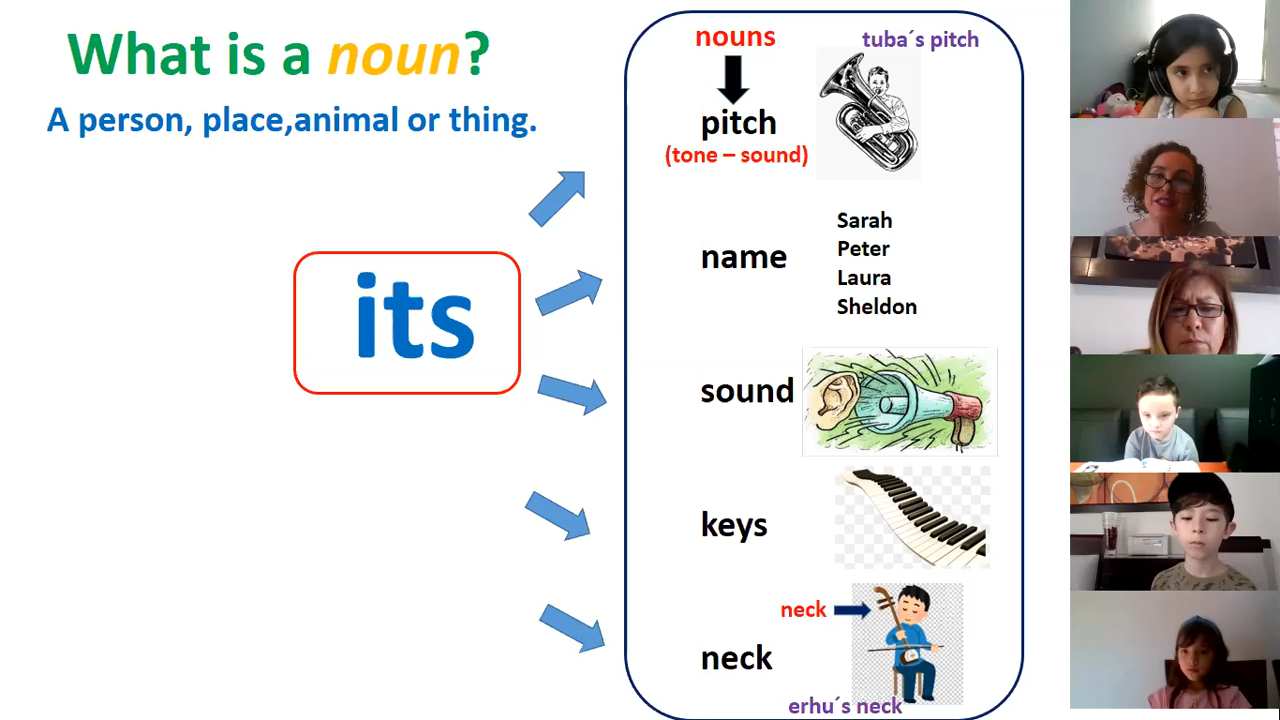 What is a noun?
A person, place,animal or thing.
its
nouns
tuba´s pitch
pitch
(tone – sound)
name
Sarah
Peter
Laura
Sheldon
sound
keys
neck
neck
erhu´s neck